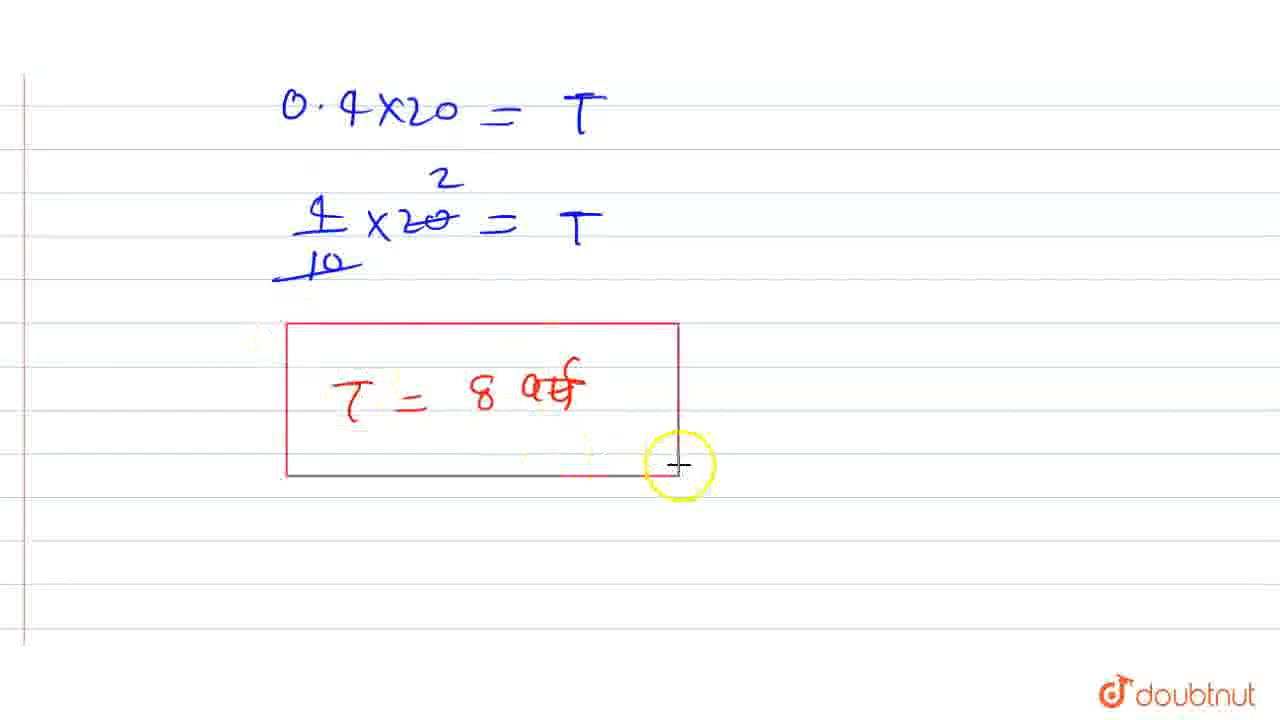 0.4×20 = T
2
4/10 ×20 = T
T = 8 वर्ष
doubtnut